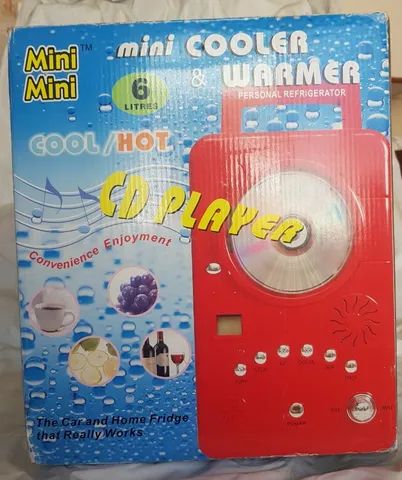 Mini TM
Mini
mini COOLER
& WARMER
PERSONAL REFRIGERATOR
6
LITRES
COOL/HOT
CD PLAYER
Convenience Enjoyment
POWER
The Car and Home Fridge
that Really Works